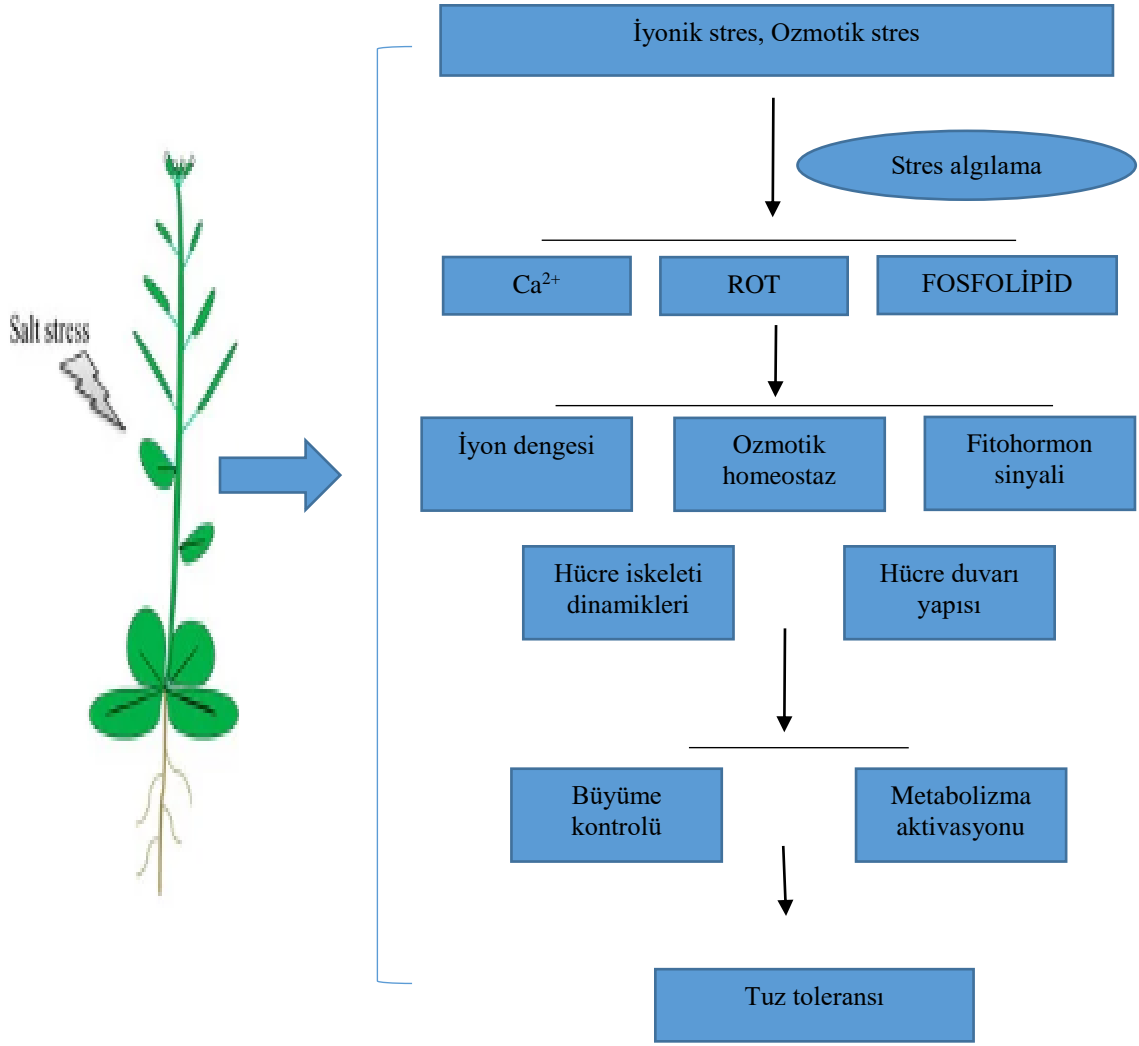 İyonik stres, Ozmotik stres
Stres algılama
Ca²⁺
ROT
FOSFOLİPİD
Salt stress
İyon dengesi
Ozmotik
homeostaz
Fitohormon
sinyali
Hücre iskeleti
dinamikleri
Hücre duvarı
yapısı
Büyüme
kontrolü
Metabolizma
aktivasyonu
Tuz toleransı